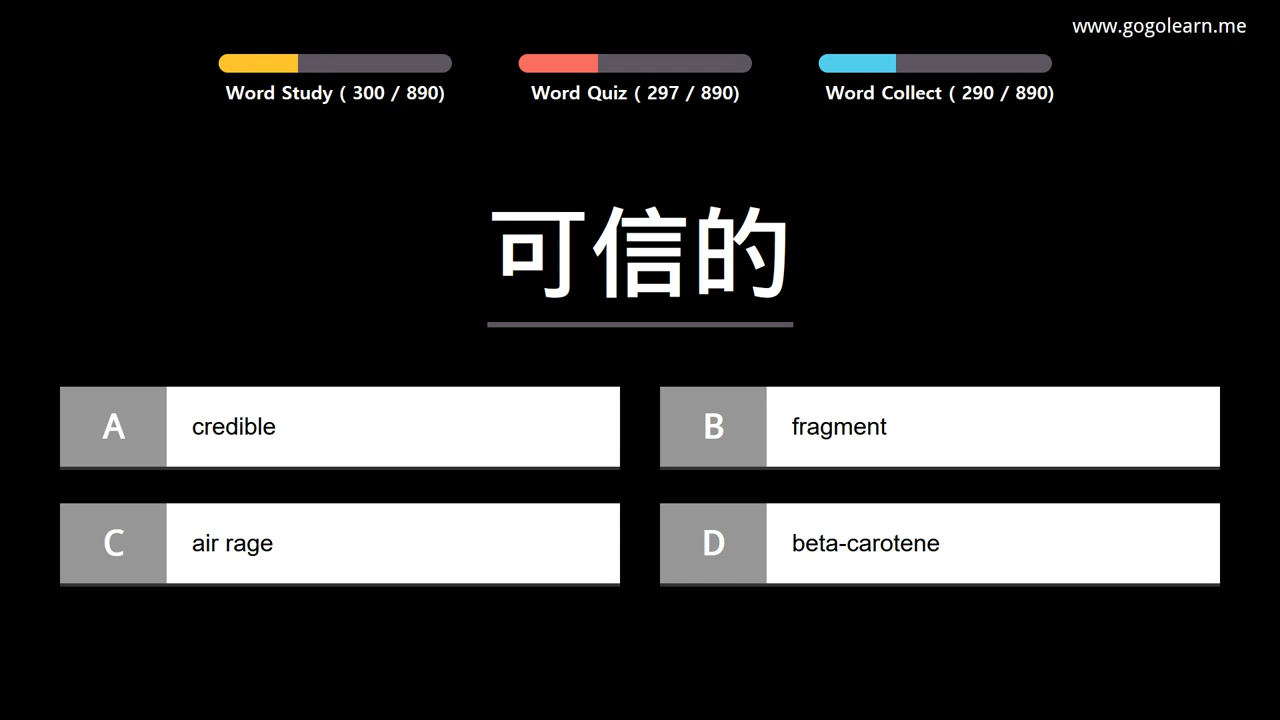 www.gogolearn.me
Word Study ( 300 / 890)
Word Quiz ( 297 / 890)
Word Collect ( 290 / 890)
可信的
A credible
B fragment
C air rage
D beta-carotene